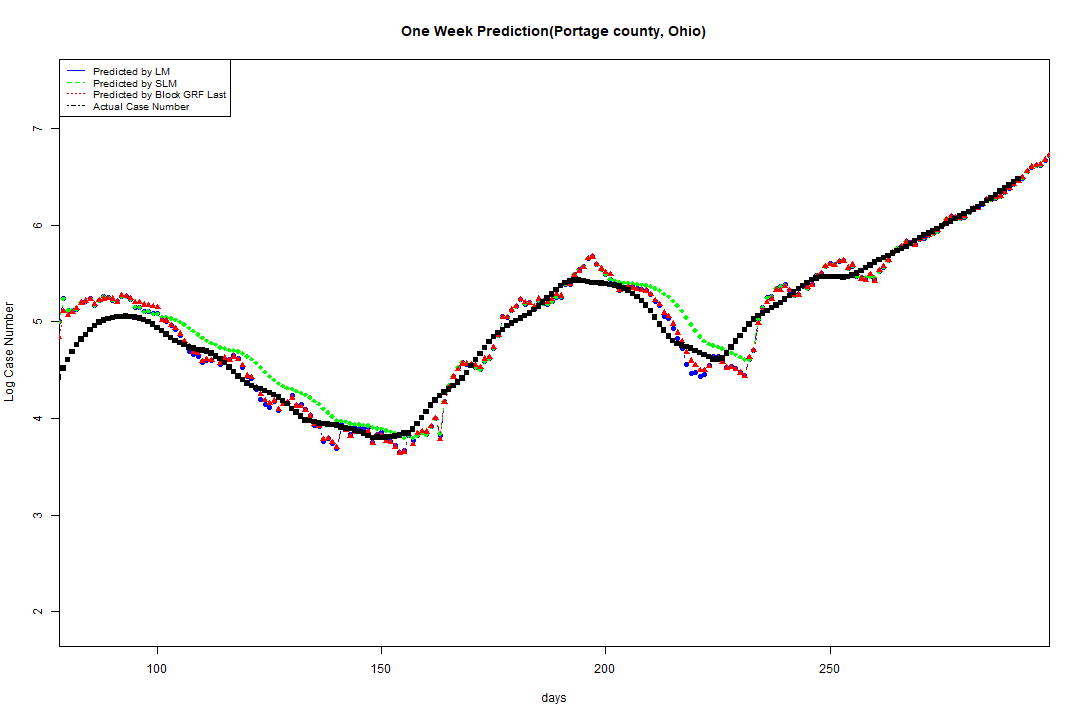 One Week Prediction(Portage county, Ohio)
Predicted by LM
Predicted by SLM
Predicted by Block GRF Last
Actual Case Number
Log Case Number
7
6
5
4
3
2
100 150 200 250
days